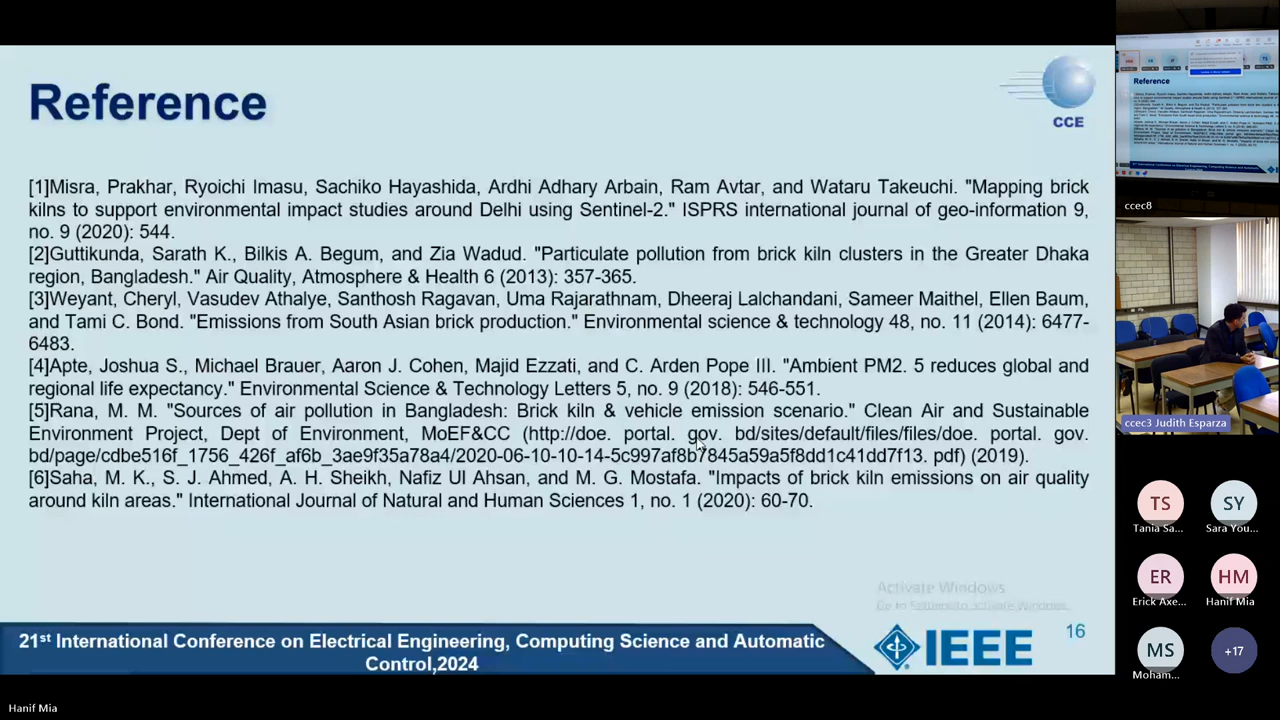 Reference
CCE
[1]Misra, Prakhar, Ryoichi Imasu, Sachiko Hayashida, Ardhi Adhary Arbain, Ram Avtar, and Wataru Takeuchi. "Mapping brick
kilns to support environmental impact studies around Delhi using Sentinel-2." ISPRS international journal of geo-information 9,
no. 9 (2020): 544.
[2]Guttikunda, Sarath K., Bilkis A. Begum, and Zia Wadud. "Particulate pollution from brick kiln clusters in the Greater Dhaka
region, Bangladesh." Air Quality, Atmosphere & Health 6 (2013): 357-365.
[3]Weyant, Cheryl, Vasudev Athalye, Santhosh Ragavan, Uma Rajarathnam, Dheeraj Lalchandani, Sameer Maithel, Ellen Baum,
and Tami C. Bond. "Emissions from South Asian brick production." Environmental science & technology 48, no. 11 (2014): 6477-
6483.
[4]Apte, Joshua S., Michael Brauer, Aaron J. Cohen, Majid Ezzati, and C. Arden Pope III. "Ambient PM2. 5 reduces global and
regional life expectancy." Environmental Science & Technology Letters 5, no. 9 (2018): 546-551.
[5]Rana, M. M. "Sources of air pollution in Bangladesh: Brick kiln & vehicle emission scenario." Clean Air and Sustainable
Environment Project, Dept of Environment, MoEF&CC (http://doe. portal. gov. bd/sites/default/files/files/doe. portal. gov.
bd/page/cdbe516f_1756_426f_af6b_3ae9f35a78a4/2020-06-10-10-14-5c997af8b7845a59a5f8dd1c41dd7f13. pdf) (2019).
[6]Saha, M. K., S. J. Ahmed, A. H. Sheikh, Nafiz Ul Ahsan, and M. G. Mostafa. "Impacts of brick kiln emissions on air quality
around kiln areas." International Journal of Natural and Human Sciences 1, no. 1 (2020): 60-70.
Activate Windows
Go to Settings to activate Windows.
21st International Conference on Electrical Engineering, Computing Science and Automatic
Control,2024
IEEE
16
Hanif Mia
Reference
ccec8
ccec3 Judith Esparza
TS
Tania Sa...
SY
Sara You...
ER
Erick Axe...
HM
Hanif Mia
MS
Moham...
+17